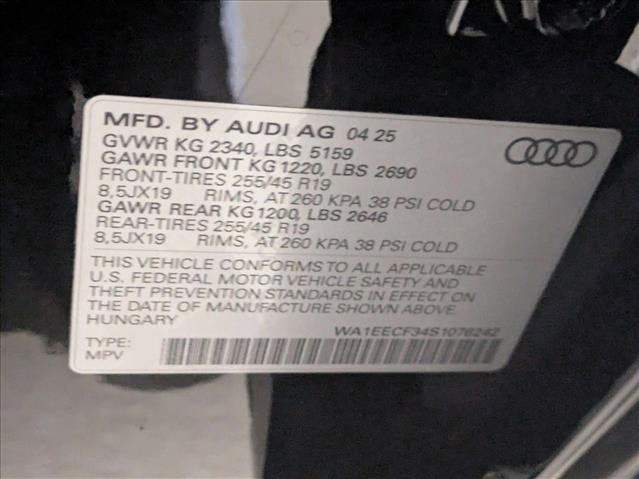 MFD. BY AUDI AG 04 25
GVWR KG 2340, LBS 5159
GAWR FRONT KG 1220, LBS 2690
FRONT-TIRES 255/45 R19
8,5JX19 RIMS, AT 260 KPA 38 PSI COLD
GAWR REAR KG 1200, LBS 2646
REAR-TIRES 255/45 R19
8,5JX19 RIMS, AT 260 KPA 38 PSI COLD
THIS VEHICLE CONFORMS TO ALL APPLICABLE
U.S. FEDERAL MOTOR VEHICLE SAFETY AND
THEFT PREVENTION STANDARDS IN EFFECT ON
THE DATE OF MANUFACTURE SHOWN ABOVE
HUNGARY WA1EECF34S1076242
TYPE:
MPV